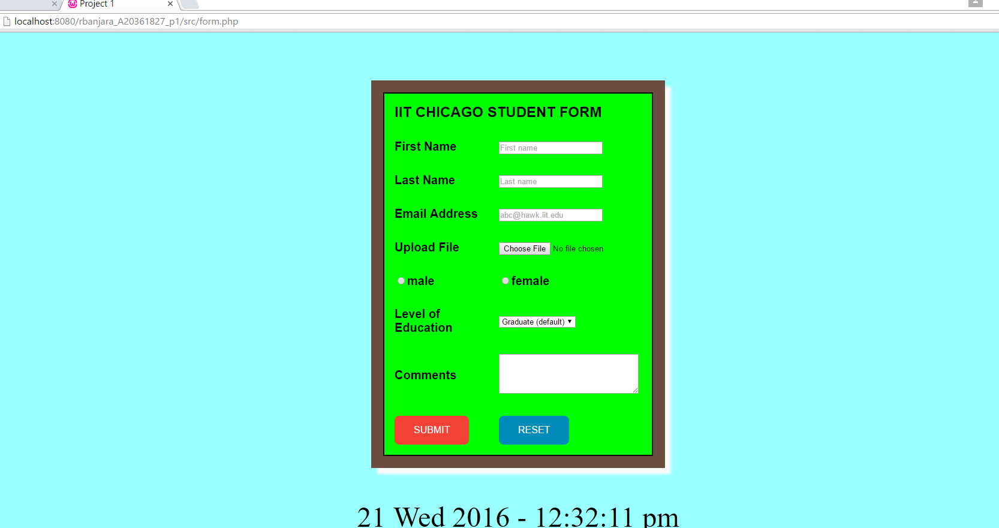 Project 1
localhost:8080/rbanjara_A20361827_p1/src/form.php
IIT CHICAGO STUDENT FORM
First Name First name
Last Name Last name
Email Address abc@hawk.iit.edu
Upload File Choose File No file chosen
male female
Level of
Education Graduate (default)
Comments
SUBMIT RESET
21 Wed 2016 - 12:32:11 pm